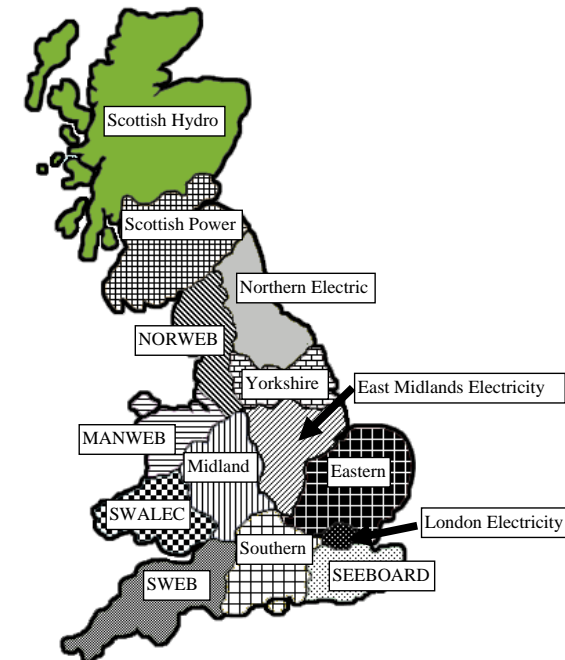 Scottish Hydro
Scottish Power
Northern Electric
NORWEB
Yorkshire
East Midlands Electricity
MANWEB
Midland
Eastern
SWALEC
London Electricity
Southern
SWEB
SEEBOARD